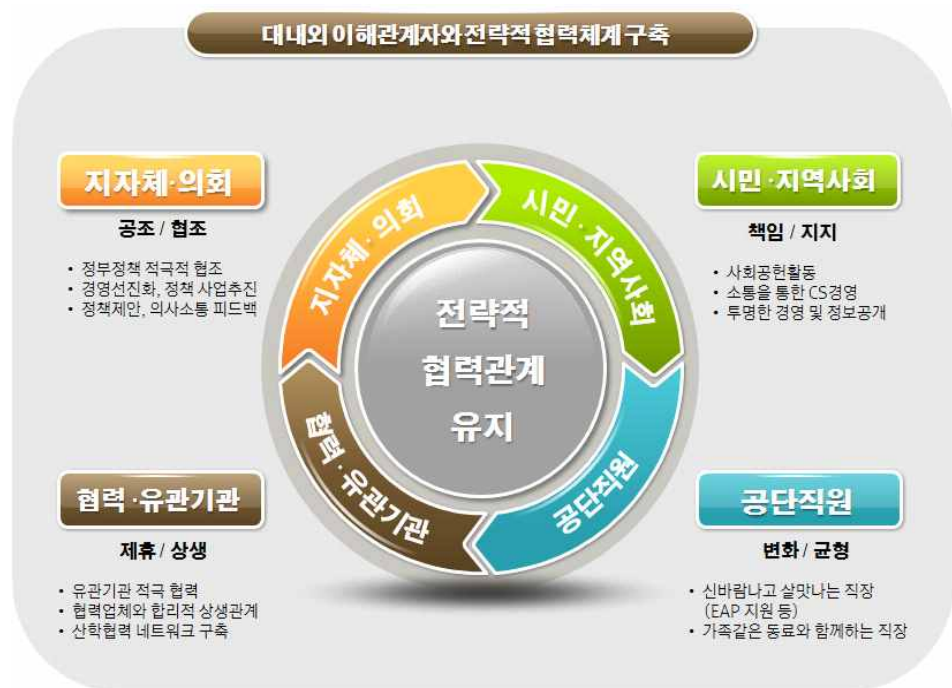 대내외 이해관계자와 전략적 협력체계 구축
지자체·의회
공조 / 협조
• 정부정책 적극적 협조
• 경영선진화, 정책 사업추진
• 정책제안, 의사소통 피드백
시민·지역사회
책임 / 지지
• 사회공헌활동
• 소통을 통한 CS경영
• 투명한 경영 및 정보공개
지자체·의회
시민·지역사회
전략적
협력관계
유지
협력·유관기관
공단직원
협력·유관기관
제휴 / 상생
• 유관기관 적극 협력
• 협력업체와 합리적 상생관계
• 산학협력 네트워크 구축
공단직원
변화 / 균형
• 신바람나고 살맛나는 직장
(EAP 지원 등)
• 가족같은 동료와 함께하는 직장